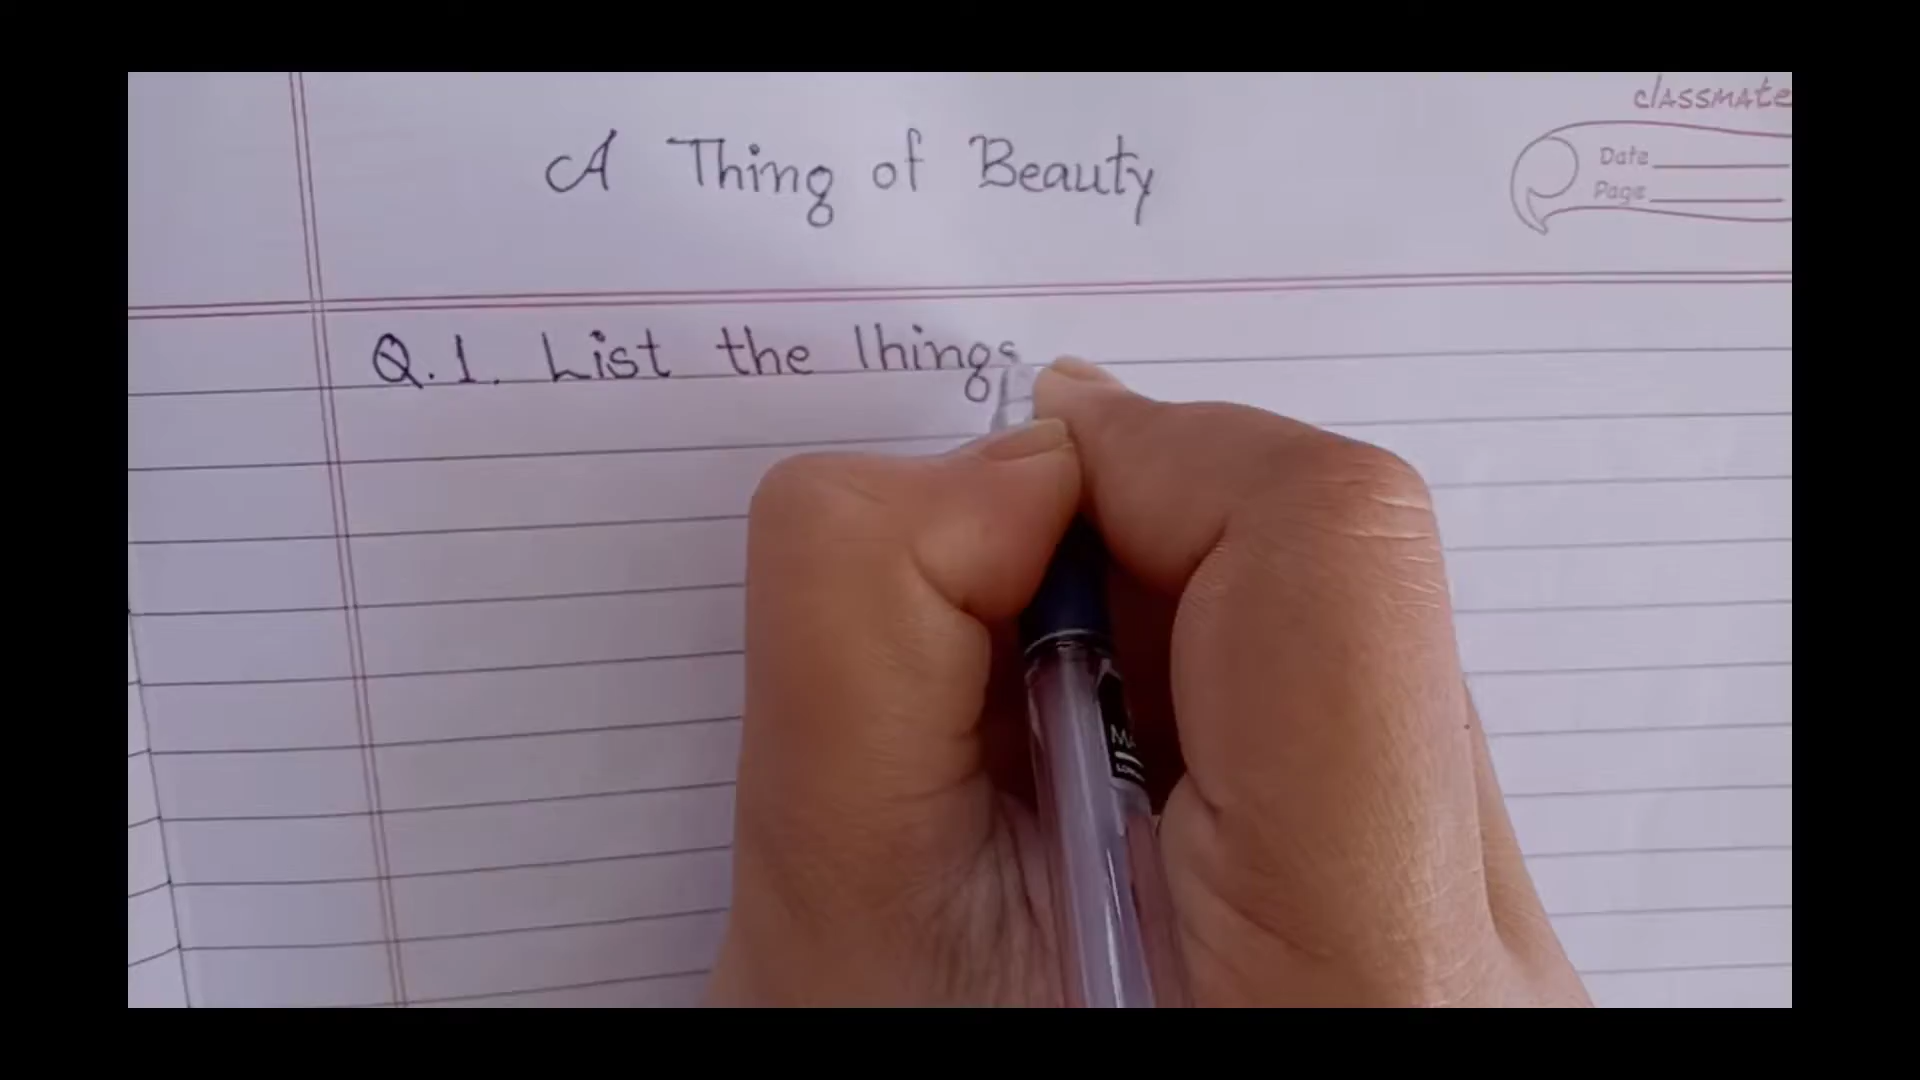 classmate
A Thing of Beauty
Date
Page
Q.1. List the things